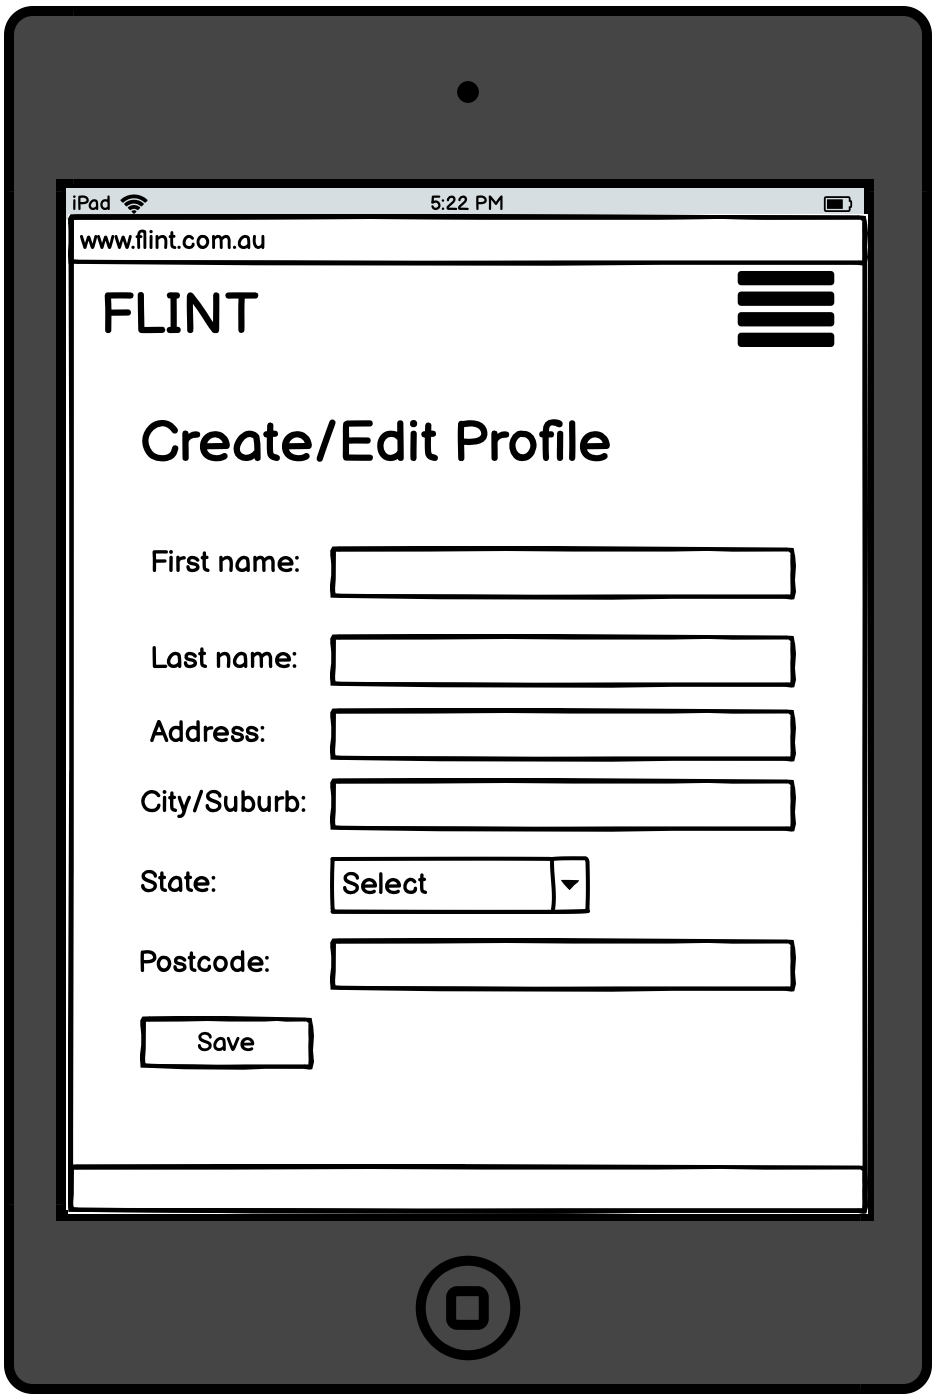 iPad 5:22 PM
www.flint.com.au
FLINT
Create/Edit Profile
First name:
Last name:
Address:
City/Suburb:
State: Select
Postcode:
Save